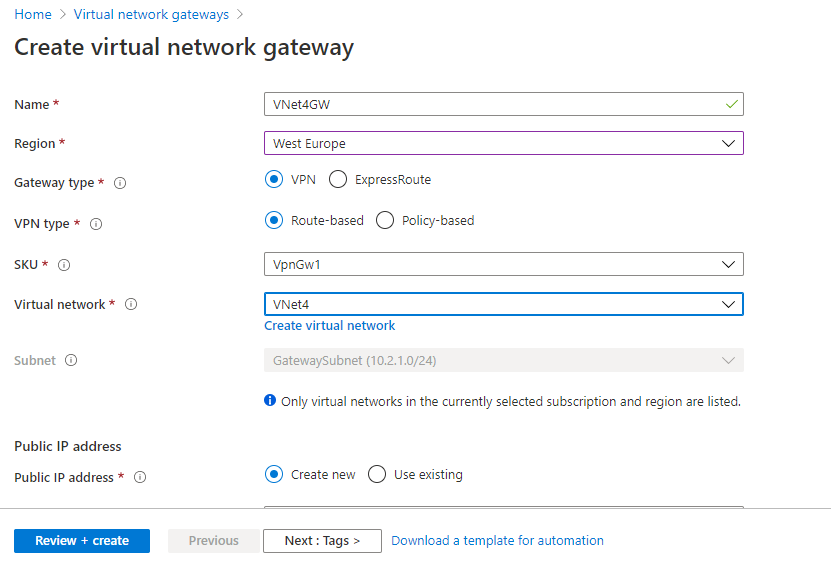 Home > Virtual network gateways >
Create virtual network gateway
Name * VNet4GW
Region * West Europe
Gateway type * VPN ExpressRoute
VPN type * Route-based Policy-based
SKU * VpnGw1
Virtual network * VNet4
Create virtual network
Subnet GatewaySubnet (10.2.1.0/24)
Only virtual networks in the currently selected subscription and region are listed.
Public IP address
Public IP address * Create new Use existing
Review + create Previous Next : Tags > Download a template for automation